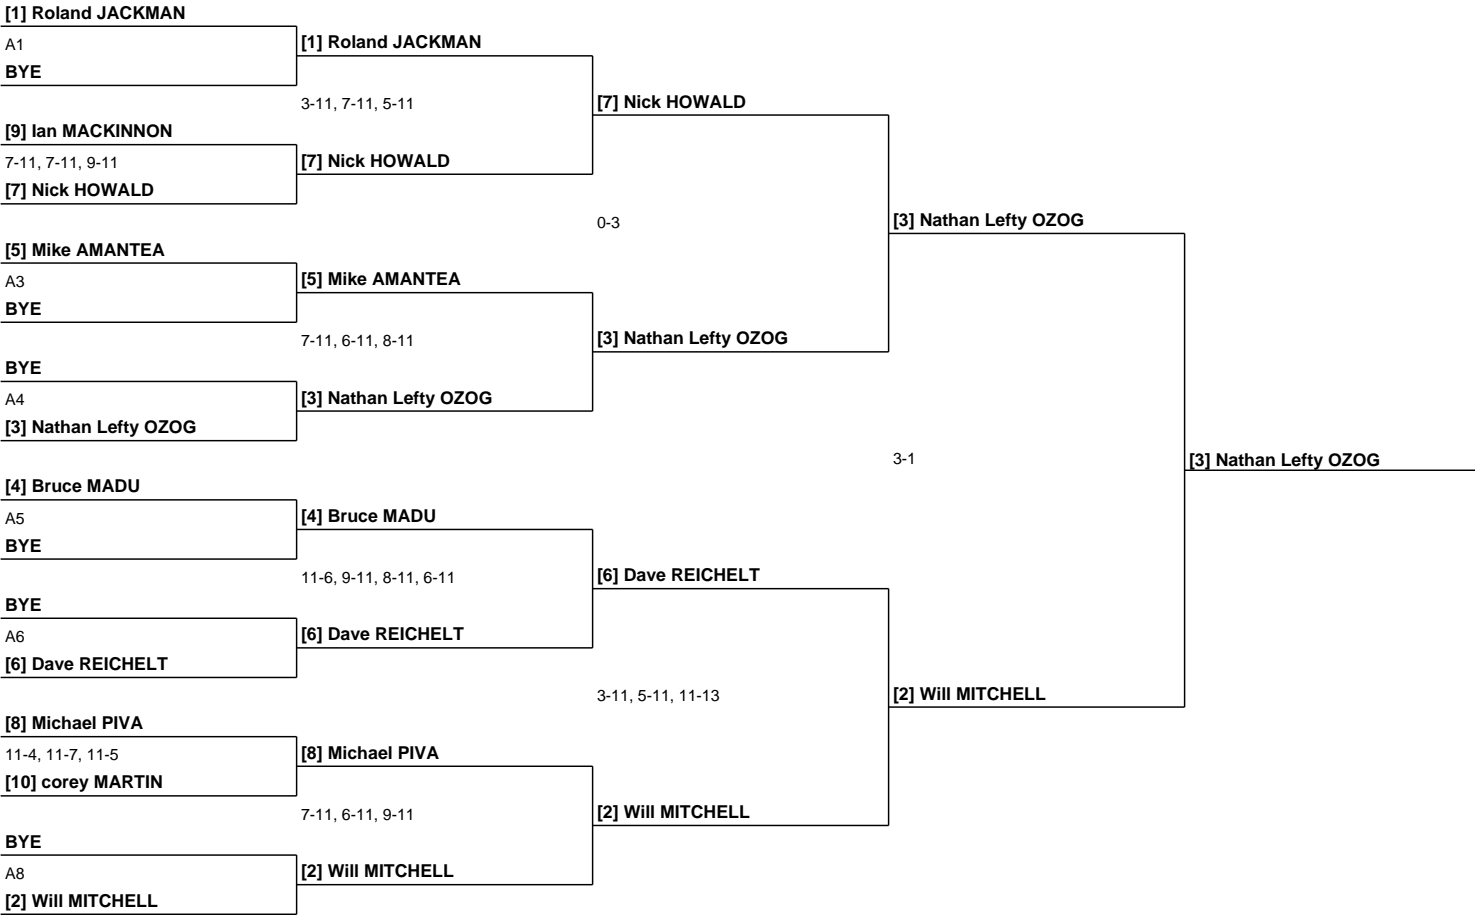 [1] Roland JACKMAN
A1
BYE
[9] Ian MACKINNON
7-11, 7-11, 9-11
[7] Nick HOWALD
[5] Mike AMANTEA
A3
BYE
BYE
A4
[3] Nathan Lefty OZOG
[4] Bruce MADU
A5
BYE
BYE
A6
[6] Dave REICHELT
[8] Michael PIVA
11-4, 11-7, 11-5
[10] corey MARTIN
BYE
A8
[2] Will MITCHELL
[1] Roland JACKMAN
3-11, 7-11, 5-11
[7] Nick HOWALD
[5] Mike AMANTEA
7-11, 6-11, 8-11
[3] Nathan Lefty OZOG
[4] Bruce MADU
11-6, 9-11, 8-11, 6-11
[6] Dave REICHELT
[8] Michael PIVA
7-11, 6-11, 9-11
[2] Will MITCHELL
[7] Nick HOWALD
0-3
[3] Nathan Lefty OZOG
[6] Dave REICHELT
3-11, 5-11, 11-13
[2] Will MITCHELL
[3] Nathan Lefty OZOG
3-1
[2] Will MITCHELL
[3] Nathan Lefty OZOG